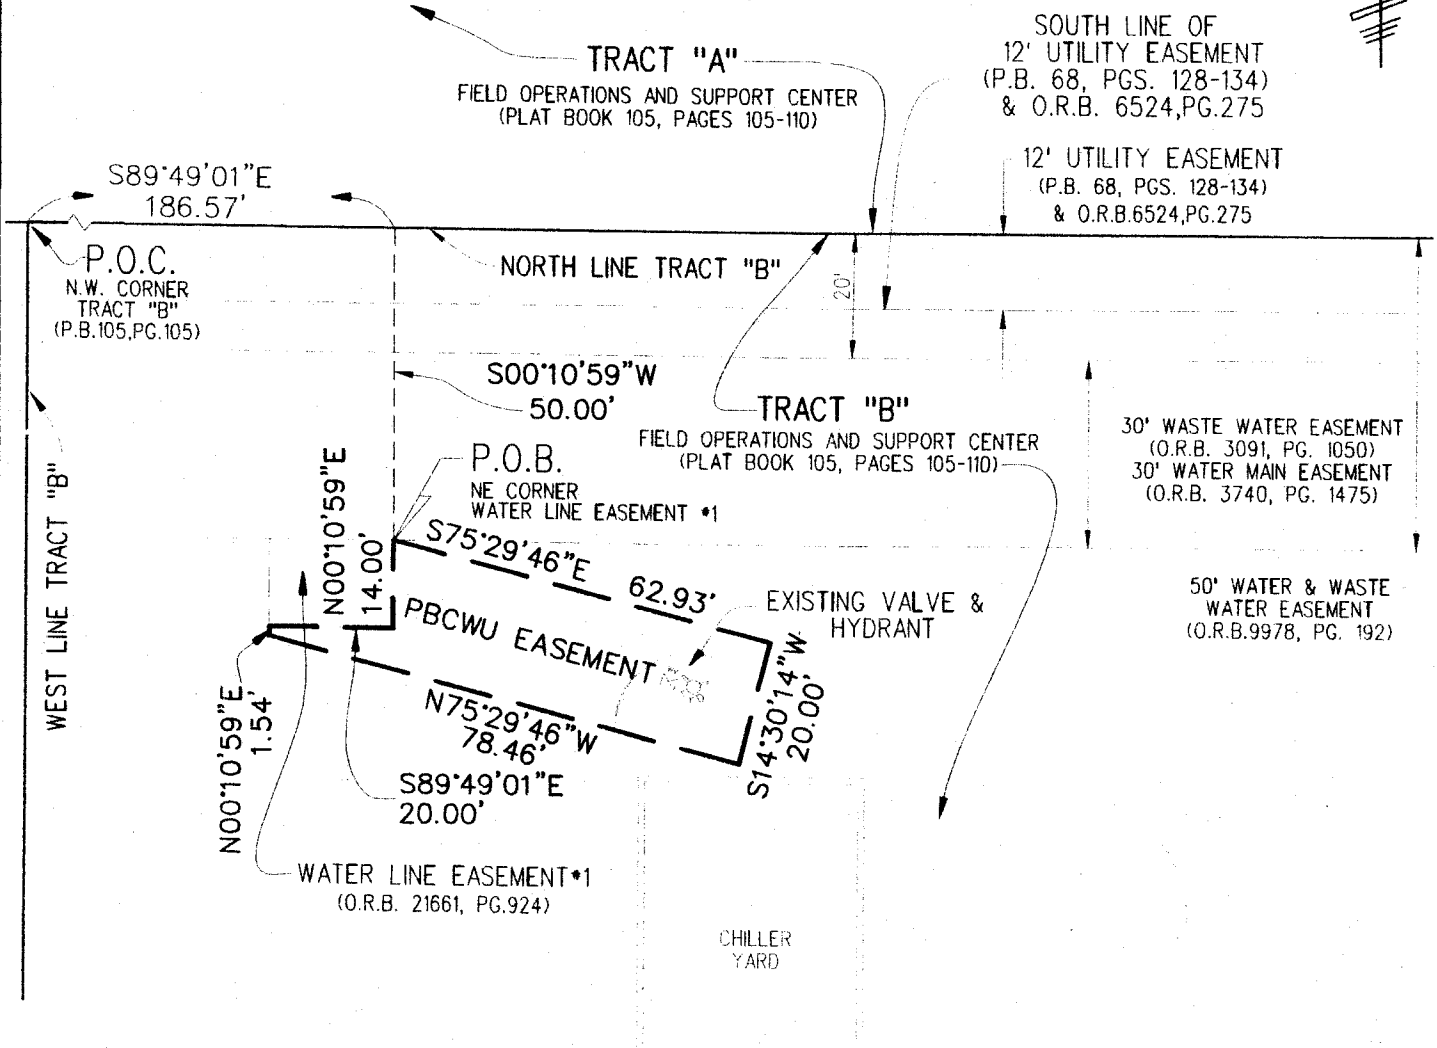 TRACT "A"
FIELD OPERATIONS AND SUPPORT CENTER
(PLAT BOOK 105, PAGES 105-110)
SOUTH LINE OF
12' UTILITY EASEMENT
(P.B. 68, PGS. 128-134)
& O.R.B. 6524,PG.275
12' UTILITY EASEMENT
(P.B. 68, PGS. 128-134)
& O.R.B.6524,PG.275
S89°49'01"E
186.57'
P.O.C.
N.W. CORNER
TRACT "B"
(P.B.105,PG.105)
NORTH LINE TRACT "B"
20'
S00°10'59"W
50.00'
TRACT "B"
FIELD OPERATIONS AND SUPPORT CENTER
(PLAT BOOK 105, PAGES 105-110)
30' WASTE WATER EASEMENT
(O.R.B. 3091, PG. 1050)
30' WATER MAIN EASEMENT
(O.R.B. 3740, PG. 1475)
P.O.B.
NE CORNER
WATER LINE EASEMENT #1
WEST LINE TRACT "B"
N00°10'59"E
14.00'
S75°29'46"E
62.93'
EXISTING VALVE &
HYDRANT
50' WATER & WASTE
WATER EASEMENT
(O.R.B.9978, PG. 192)
PBCWU EASEMENT
N00°10'59"E
1.54'
N75°29'46"W
78.46'
S14°30'14"W
20.00'
S89°49'01"E
20.00'
WATER LINE EASEMENT#1
(O.R.B. 21661, PG.924)
CHILLER
YARD